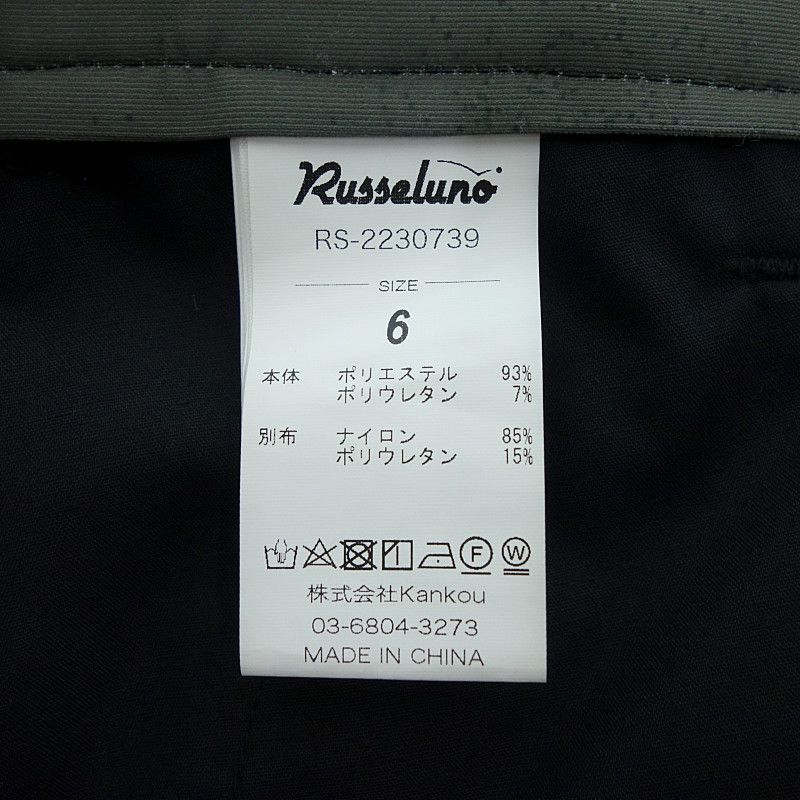 Russeluno
RS-2230739
SIZE
6
本体 ポリエステル 93%
ポリウレタン 7%
別布 ナイロン 85%
ポリウレタン 15%
F W
株式会社Kankou
03-6804-3273
MADE IN CHINA